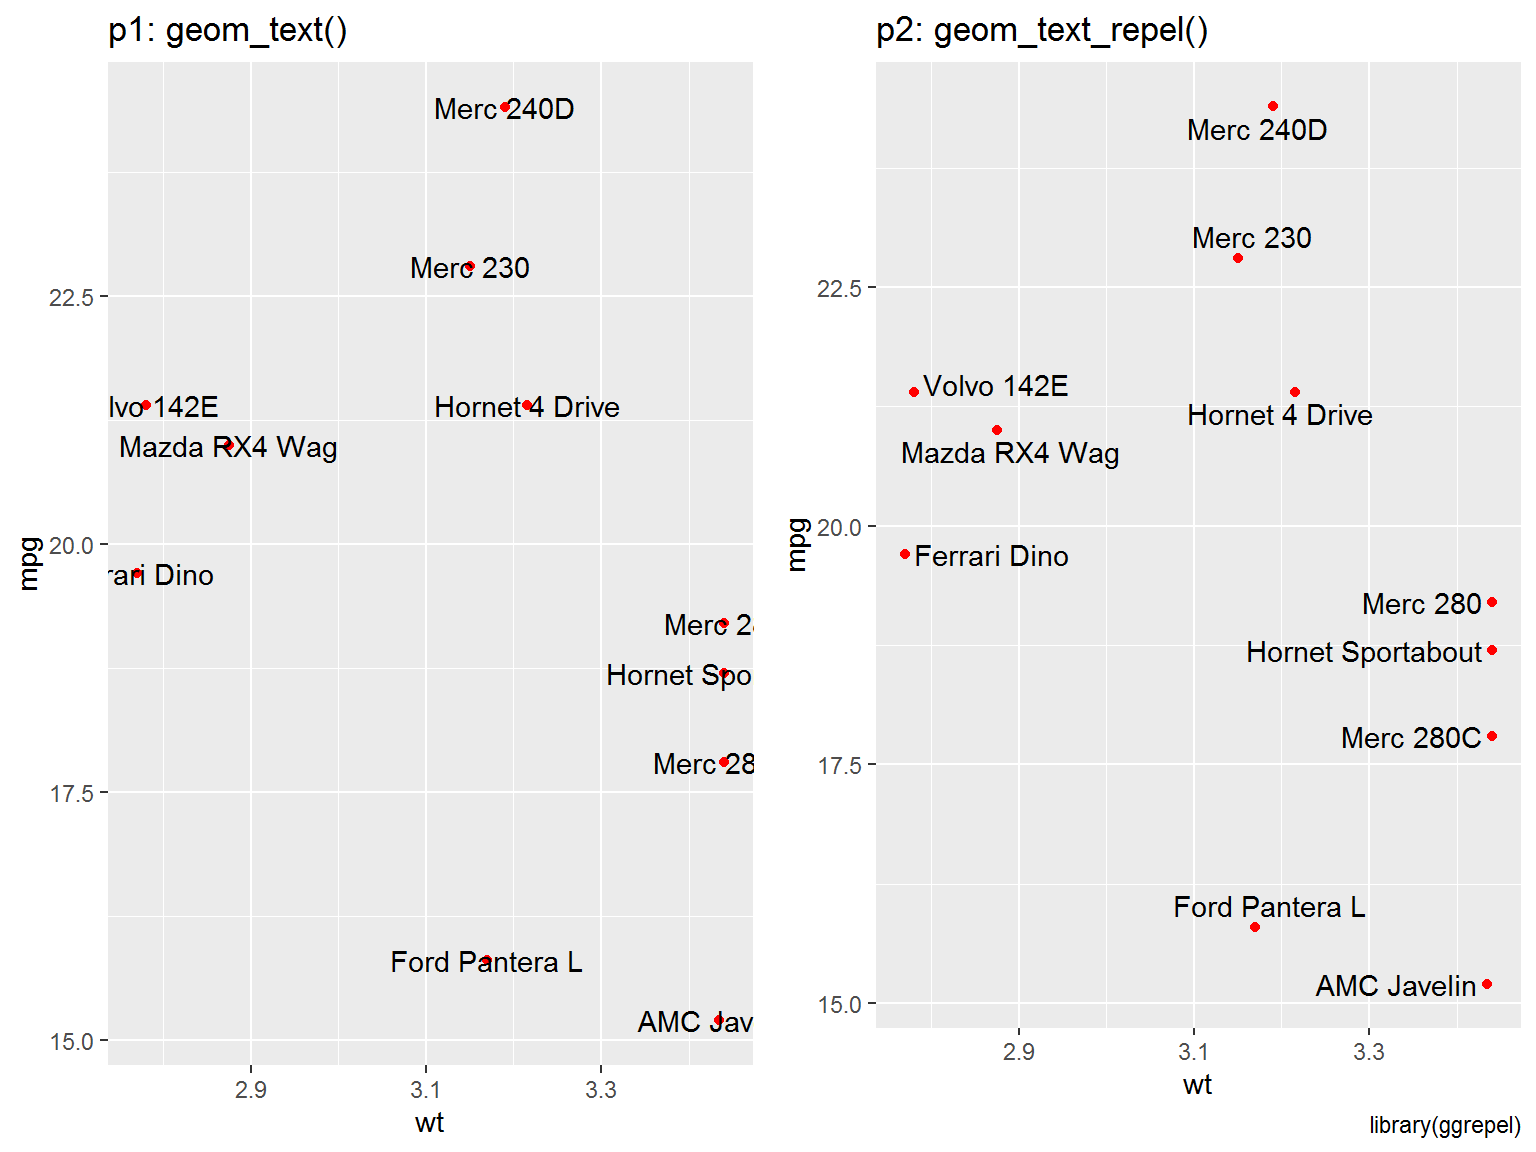 p1: geom_text()
Merc 240D
Merc 230
22.5
lvo 142E
Hornet 4 Drive
Mazda RX4 Wag
mpg
20.0
rari Dino
Merc 28
Hornet Spo
Merc 28
17.5
Ford Pantera L
AMC Jav
15.0
2.9 3.1 3.3
wt
p2: geom_text_repel()
Merc 240D
Merc 230
22.5
Volvo 142E
Hornet 4 Drive
Mazda RX4 Wag
mpg
20.0
Ferrari Dino
Merc 280
Hornet Sportabout
Merc 280C
17.5
Ford Pantera L
AMC Javelin
15.0
2.9 3.1 3.3
wt
library(ggrepel)